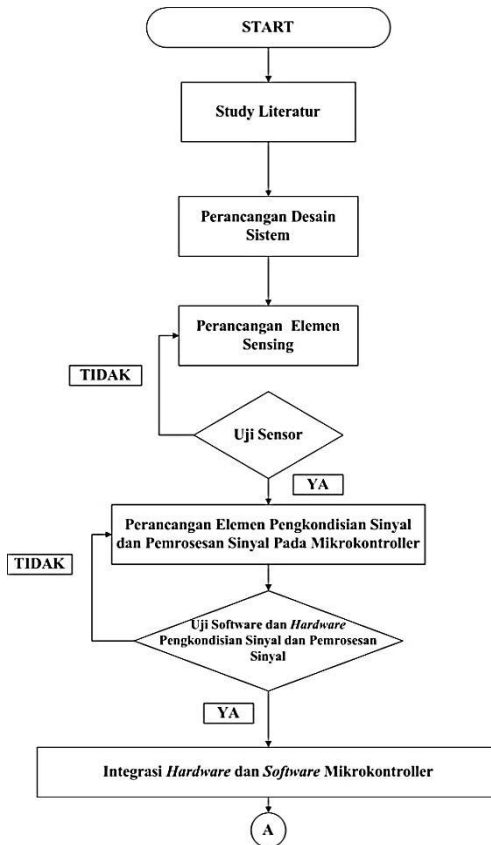 START
Study Literatur
Perancangan Desain
Sistem
Perancangan Elemen
Sensing
TIDAK
Uji Sensor
YA
Perancangan Elemen Pengkondisian Sinyal
dan Pemrosesan Sinyal Pada Mikrokontroller
TIDAK
Uji Software dan Hardware
Pengkondisian Sinyal dan Pemrosesan
Sinyal
YA
Integrasi Hardware dan Software Mikrokontroller
A